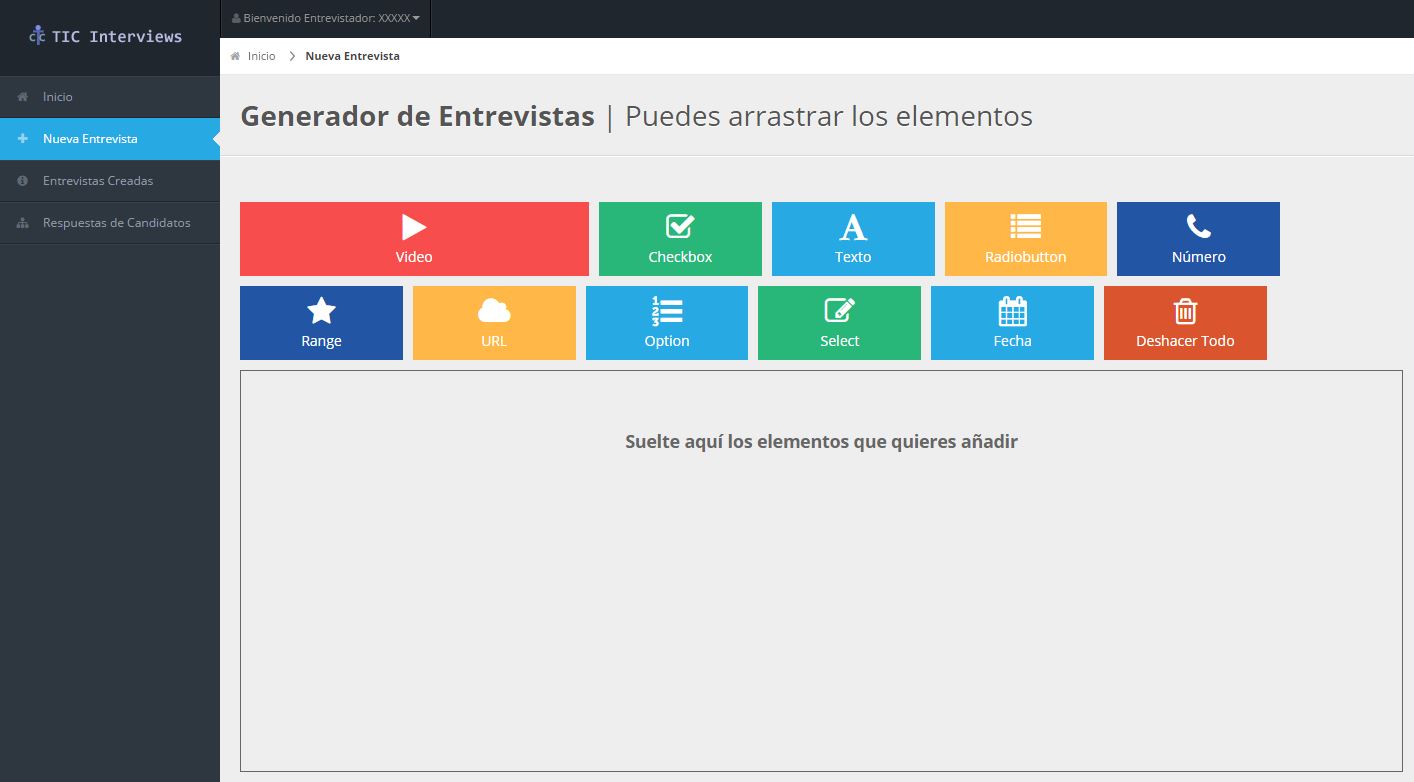 TIC Interviews
Bienvenido Entrevistador: XXXXX
Inicio
Nueva Entrevista
Inicio
Nueva Entrevista
Entrevistas Creadas
Respuestas de Candidatos
Generador de Entrevistas | Puedes arrastrar los elementos
Video
Checkbox
Texto
Radiobutton
Número
Range
URL
Option
Select
Fecha
Deshacer Todo
Suelte aquí los elementos que quieres añadir